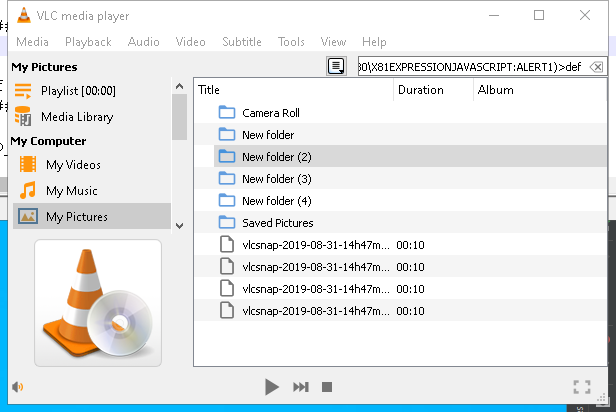 VLC media player
Media Playback Audio Video Subtitle Tools View Help
My Pictures
30\X81EXPRESSIONJAVASCRIPT:ALERT1)>def
Playlist [00:00]
Media Library
My Computer
My Videos
My Music
My Pictures
Title Duration Album
Camera Roll
New folder
New folder (2)
New folder (3)
New folder (4)
Saved Pictures
vlcsnap-2019-08-31-14h47m... 00:10
vlcsnap-2019-08-31-14h47m... 00:10
vlcsnap-2019-08-31-14h47m... 00:10
vlcsnap-2019-08-31-14h47m... 00:10